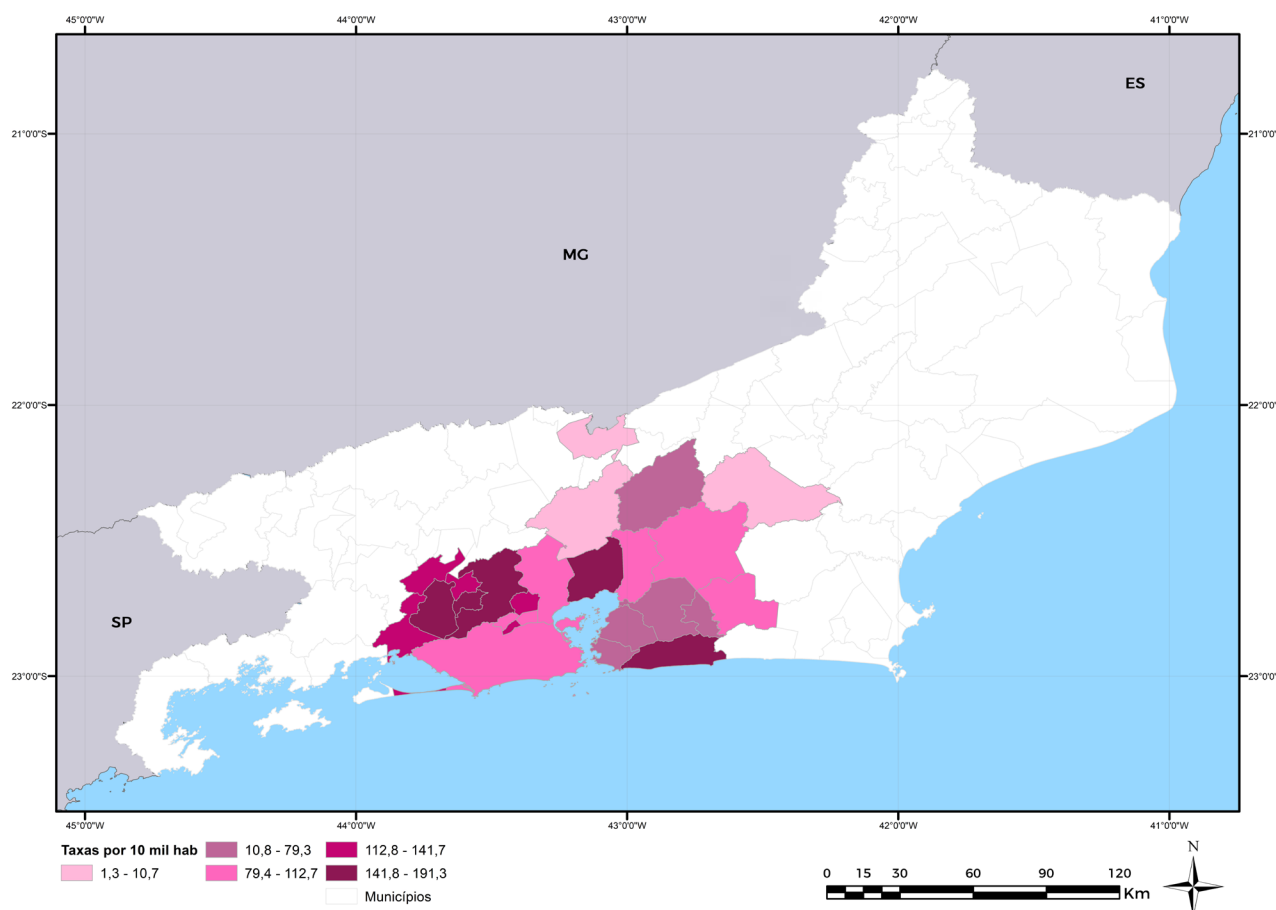 45°0'0"W 44°0'0"W 43°0'0"W 42°0'0"W 41°0'0"W
ES
21°0'0"S 21°0'0"S
MG
22°0'0"S 22°0'0"S
SP
23°0'0"S 23°0'0"S
45°0'0"W 44°0'0"W 43°0'0"W 42°0'0"W 41°0'0"W
Taxas por 10 mil hab 10,8 - 79,3 112,8 - 141,7
1,3 - 10,7 79,4 - 112,7 141,8 - 191,3
Municípios
N
0 15 30 60 90 120
Km